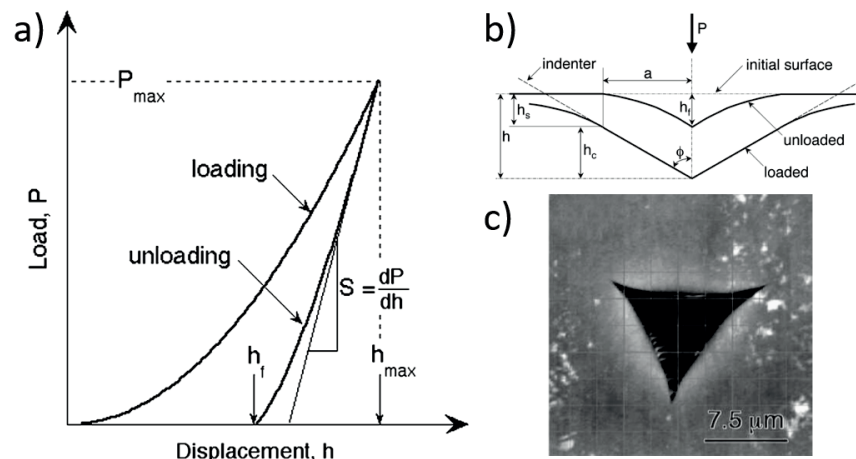 a)
Load, P
P max
loading
unloading
S = dP
dh
h f
h max
Displacement, h
b)
P
indenter
a
initial surface
h s
h
h f
h c
ϕ
unloaded
loaded
c)
7.5 μm